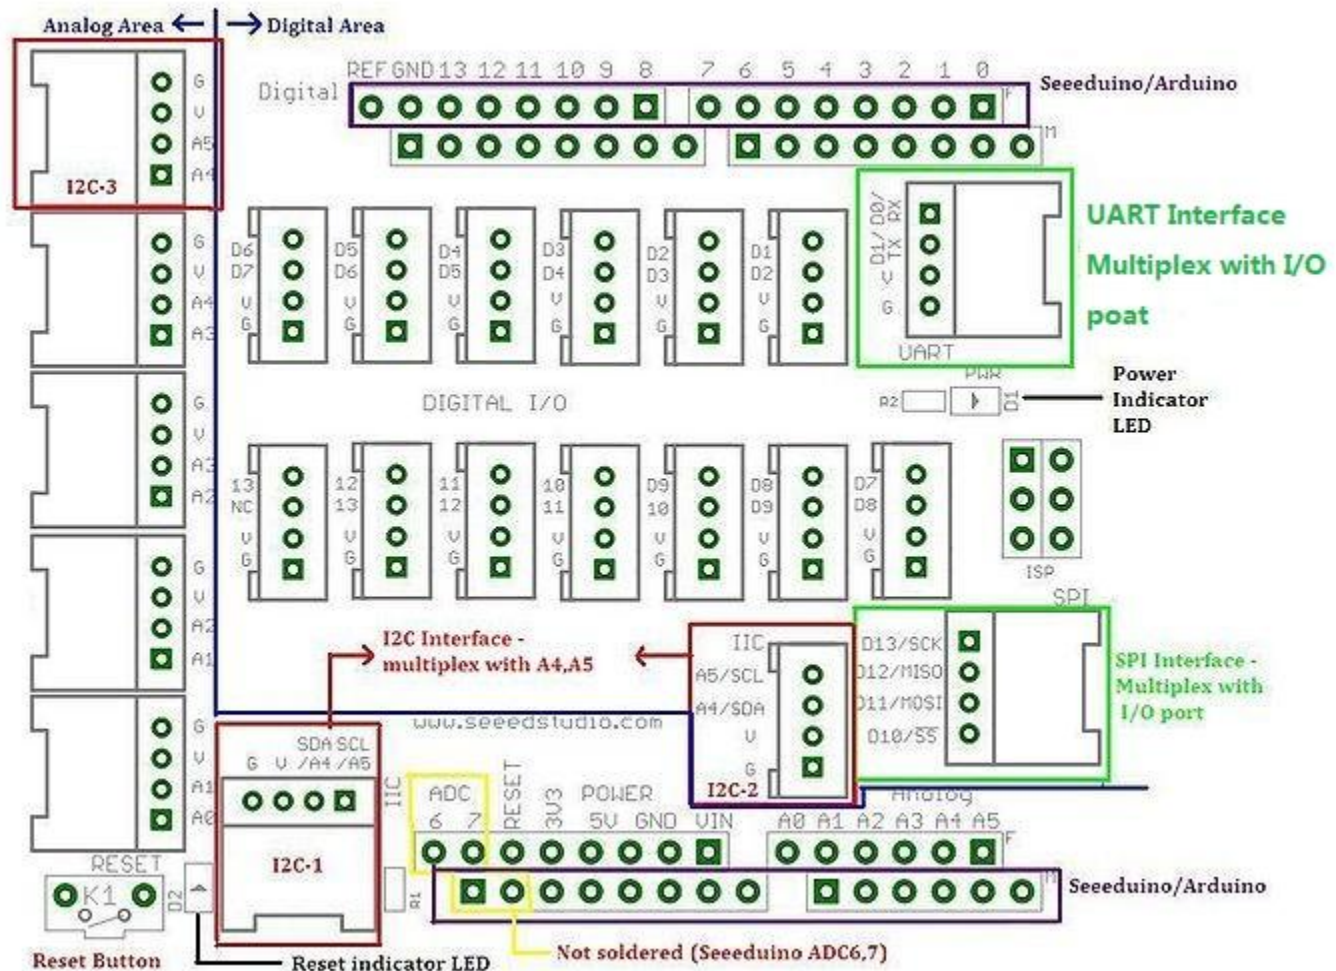 Analog Area
Digital Area
REF GND 13 12 11 10 9 8 7 6 5 4 3 2 1 0
Digital
F
Seeeduino/Arduino
M
G
V
A5
A4
I2C-3
G
V
A4
A3
G
V
A3
A2
G
V
A2
A1
G
V
A1
A0
D6
D7
V
G
D5
D6
V
G
D4
D5
V
G
D3
D4
V
G
D2
D3
V
G
D1
D2
V
G
D1/ D0/
TX RX
V
G
UART
UART Interface
Multiplex with I/O
poat
PWR
R2
D1
Power
Indicator
LED
DIGITAL I/O
13
NC
V
G
12
13
V
G
11
12
V
G
10
11
V
G
D9
10
V
G
D8
D9
V
G
D7
D8
V
G
ISP
SPI
D13/SCK
D12/MISO
D11/MOSI
D10/SS
SPI Interface -
Multiplex with
I/O port
I2C Interface -
multiplex with A4,A5
IIC
A5/SCL
A4/SDA
V
G
I2C-2
www.seeedstudio.com
SDA SCL
G V /A4 /A5
IIC
I2C-1
ADC
6 7
RESET
3V3
POWER
5V GND VIN
Analog
A0 A1 A2 A3 A4 A5
F
M
Seeeduino/Arduino
RESET
K1
D2
R1
Reset Button
Reset indicator LED
Not soldered (Seeeduino ADC6,7)